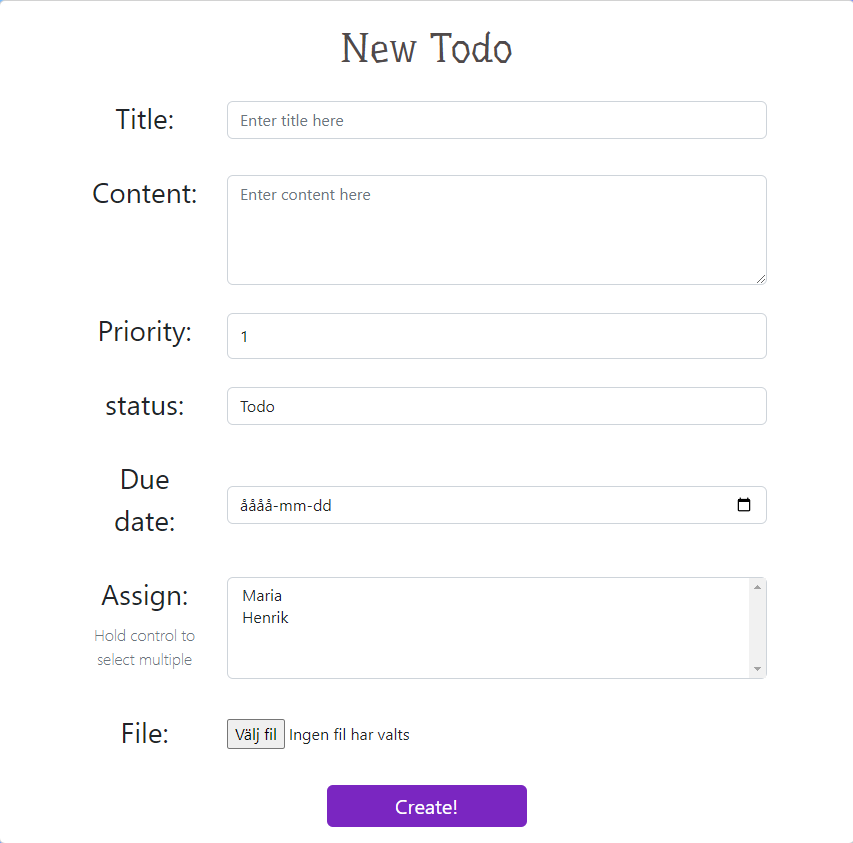 New Todo
Title:
Enter title here
Content:
Enter content here
Priority:
1
status:
Todo
Due
date:
åååå-mm-dd
Assign:
Hold control to
select multiple
Maria
Henrik
File:
Välj fil Ingen fil har valts
Create!